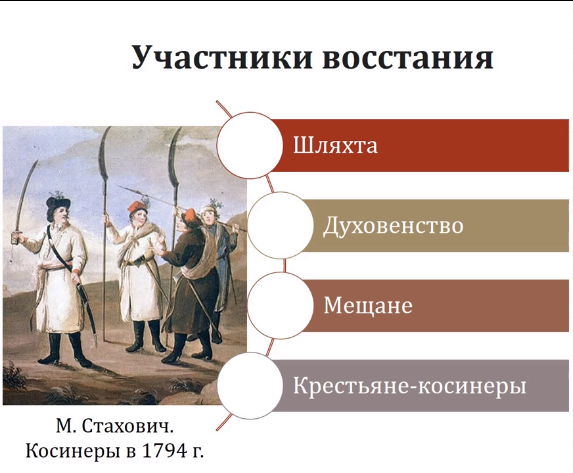 Участники восстания
Шляхта
Духовенство
Мещане
Крестьяне-косинеры
М. Стахович.
Косинеры в 1794 г.